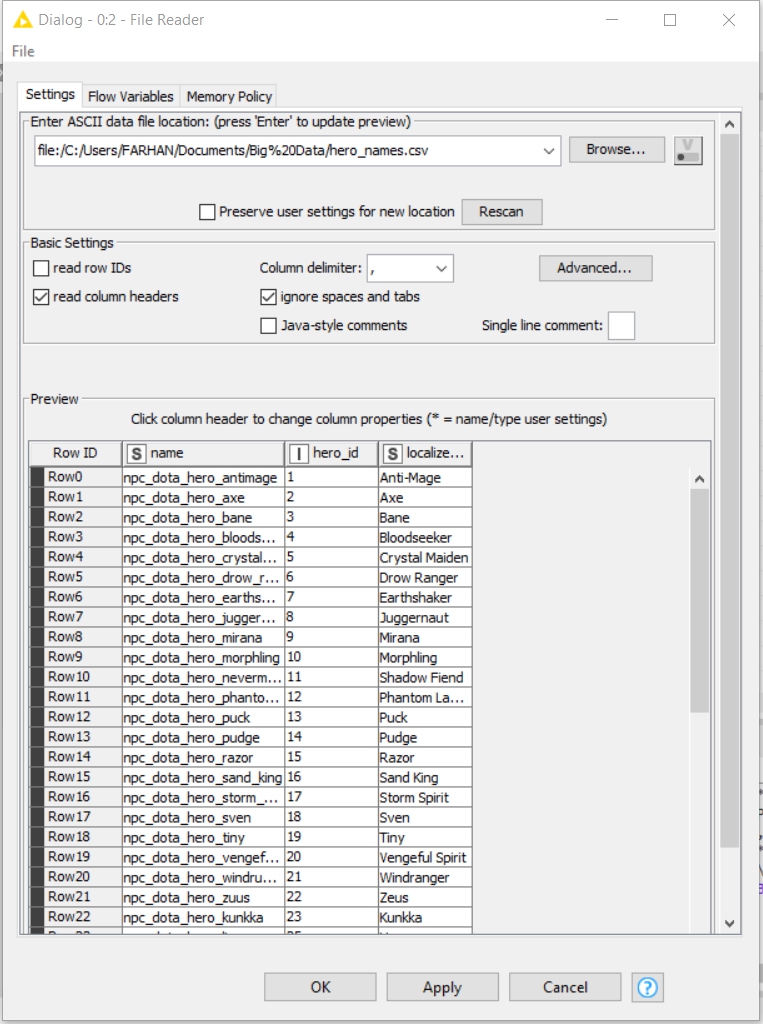 Dialog - 0:2 - File Reader
File
Settings Flow Variables Memory Policy
Enter ASCII data file location: (press 'Enter' to update preview)
file:/C:/Users/FARHAN/Documents/Big%20Data/hero_names.csv Browse... V
Preserve user settings for new location Rescan
Basic Settings
read row IDs Column delimiter: , Advanced...
read column headers ignore spaces and tabs
Java-style comments Single line comment:
Preview
Click column header to change column properties (* = name/type user settings)
Row ID S name I hero_id S localize...
Row0 npc_dota_hero_antimage 1 Anti-Mage
Row1 npc_dota_hero_axe 2 Axe
Row2 npc_dota_hero_bane 3 Bane
Row3 npc_dota_hero_bloods... 4 Bloodseeker
Row4 npc_dota_hero_crystal... 5 Crystal Maiden
Row5 npc_dota_hero_drow_r... 6 Drow Ranger
Row6 npc_dota_hero_earths... 7 Earthshaker
Row7 npc_dota_hero_jugger... 8 Juggernaut
Row8 npc_dota_hero_mirana 9 Mirana
Row9 npc_dota_hero_morphling 10 Morphling
Row10 npc_dota_hero_neverm... 11 Shadow Fiend
Row11 npc_dota_hero_phanto... 12 Phantom La...
Row12 npc_dota_hero_puck 13 Puck
Row13 npc_dota_hero_pudge 14 Pudge
Row14 npc_dota_hero_razor 15 Razor
Row15 npc_dota_hero_sand_king 16 Sand King
Row16 npc_dota_hero_storm_... 17 Storm Spirit
Row17 npc_dota_hero_sven 18 Sven
Row18 npc_dota_hero_tiny 19 Tiny
Row19 npc_dota_hero_vengef... 20 Vengeful Spirit
Row20 npc_dota_hero_windru... 21 Windranger
Row21 npc_dota_hero_zuus 22 Zeus
Row22 npc_dota_hero_kunkka 23 Kunkka
OK Apply Cancel ?